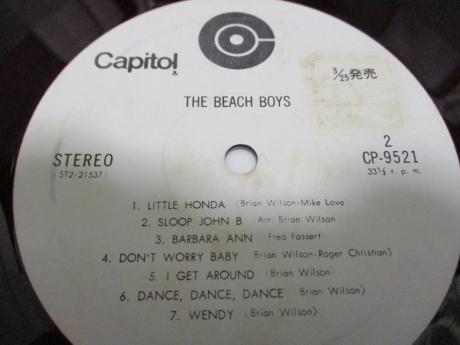 Capitol®
3/25 発売
THE BEACH BOYS
STEREO
(ST2-21537)
2
CP-9521
33⅓ r. p. m.
1. LITTLE HONDA (Brian Wilson-Mike Love)
2. SLOOP JOHN B (Arr. Brian Wilson)
3. BARBARA ANN (Fred Fassert)
4. DON'T WORRY BABY (Brian Wilson-Roger Christian)
5. I GET AROUND (Brian Wilson)
6. DANCE, DANCE, DANCE (Brian Wilson)
7. WENDY (Brian Wilson)